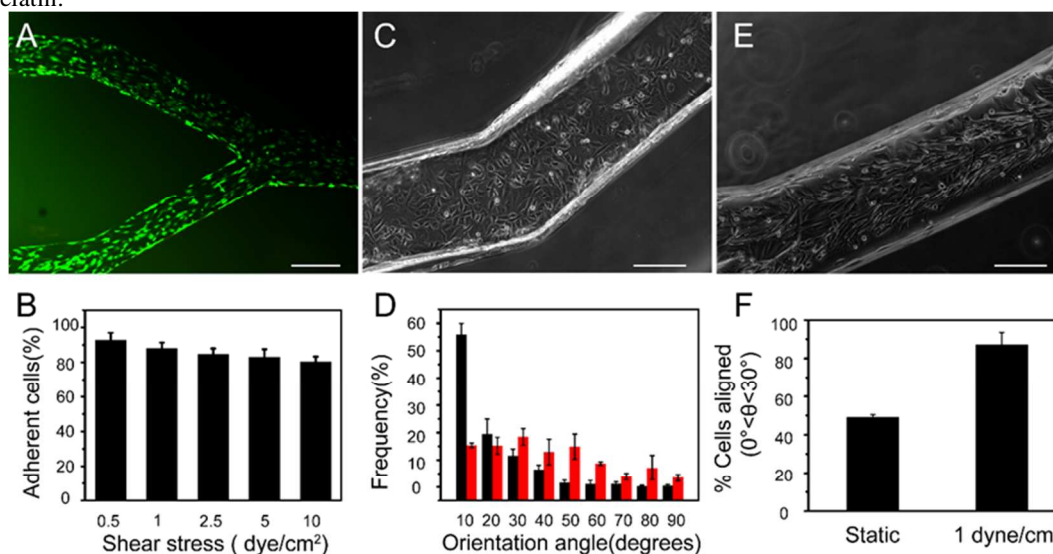 elatin.
A
C
E
B
100
80
60
40
20
0
Adherent cells(%)
0.5 1 2.5 5 10
Shear stress ( dye/cm²)
D
60
50
40
30
20
10
0
Frequency(%)
10 20 30 40 50 60 70 80 90
Orientation angle(degrees)
F
100
80
60
40
20
0
% Cells aligned
(0°<θ<30°)
Static 1 dyne/cm